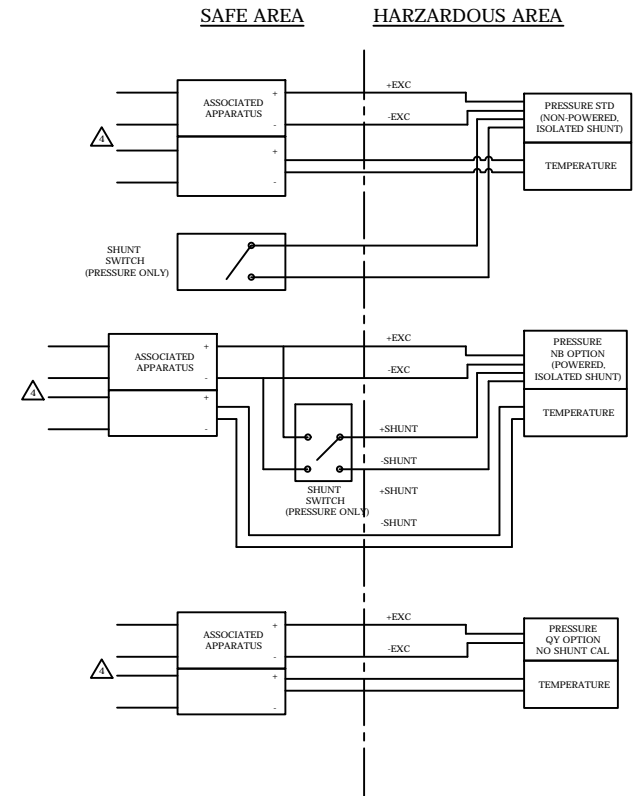 SAFE AREA
HARZARDOUS AREA
+EXC
ASSOCIATED
APPARATUS
+
-
-EXC
PRESSURE STD
(NON-POWERED,
ISOLATED SHUNT)
4
+
-
TEMPERATURE
SHUNT
SWITCH
(PRESSURE ONLY)
+EXC
ASSOCIATED
APPARATUS
+
-
-EXC
PRESSURE
NB OPTION
(POWERED,
ISOLATED SHUNT)
4
+
-
TEMPERATURE
+SHUNT
-SHUNT
SHUNT
SWITCH
(PRESSURE ONLY)
+SHUNT
-SHUNT
+EXC
ASSOCIATED
APPARATUS
+
-
-EXC
PRESSURE
QY OPTION
NO SHUNT CAL
4
+
-
TEMPERATURE